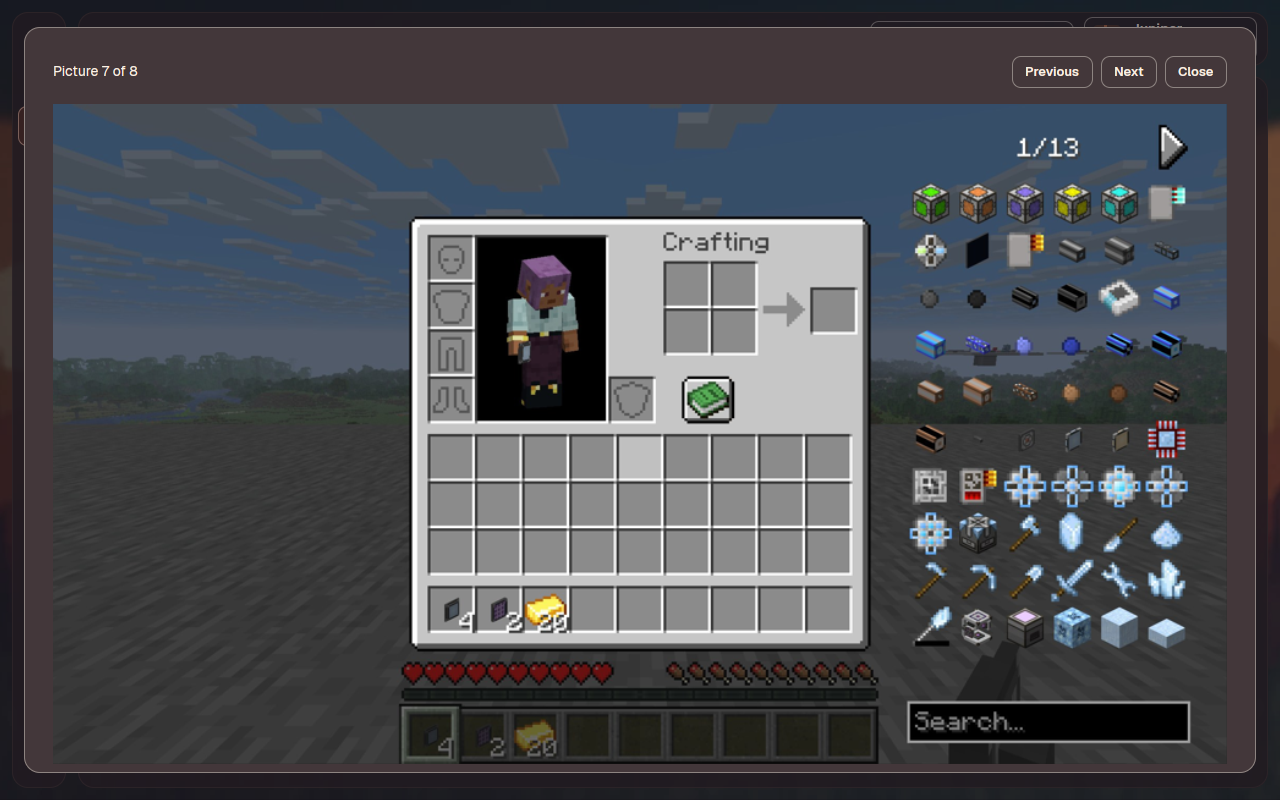 Picture 7 of 8
Previous
Next
Close
1/13
Crafting
4
2
20
4
2
20
Search...